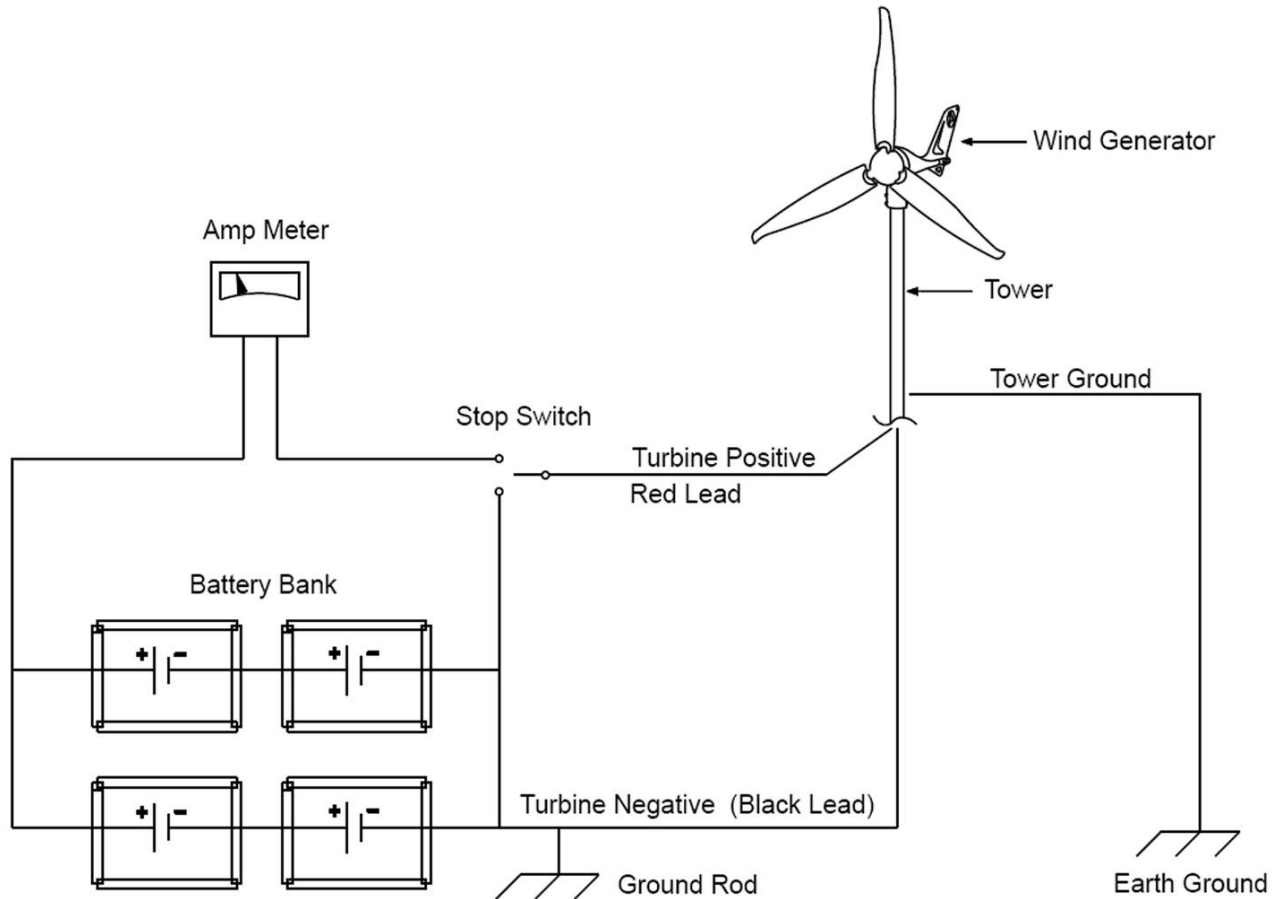 Wind Generator
Amp Meter
Tower
Tower Ground
Stop Switch
Turbine Positive
Red Lead
Battery Bank
+ - + -
+ - + -
Turbine Negative (Black Lead)
Ground Rod
Earth Ground